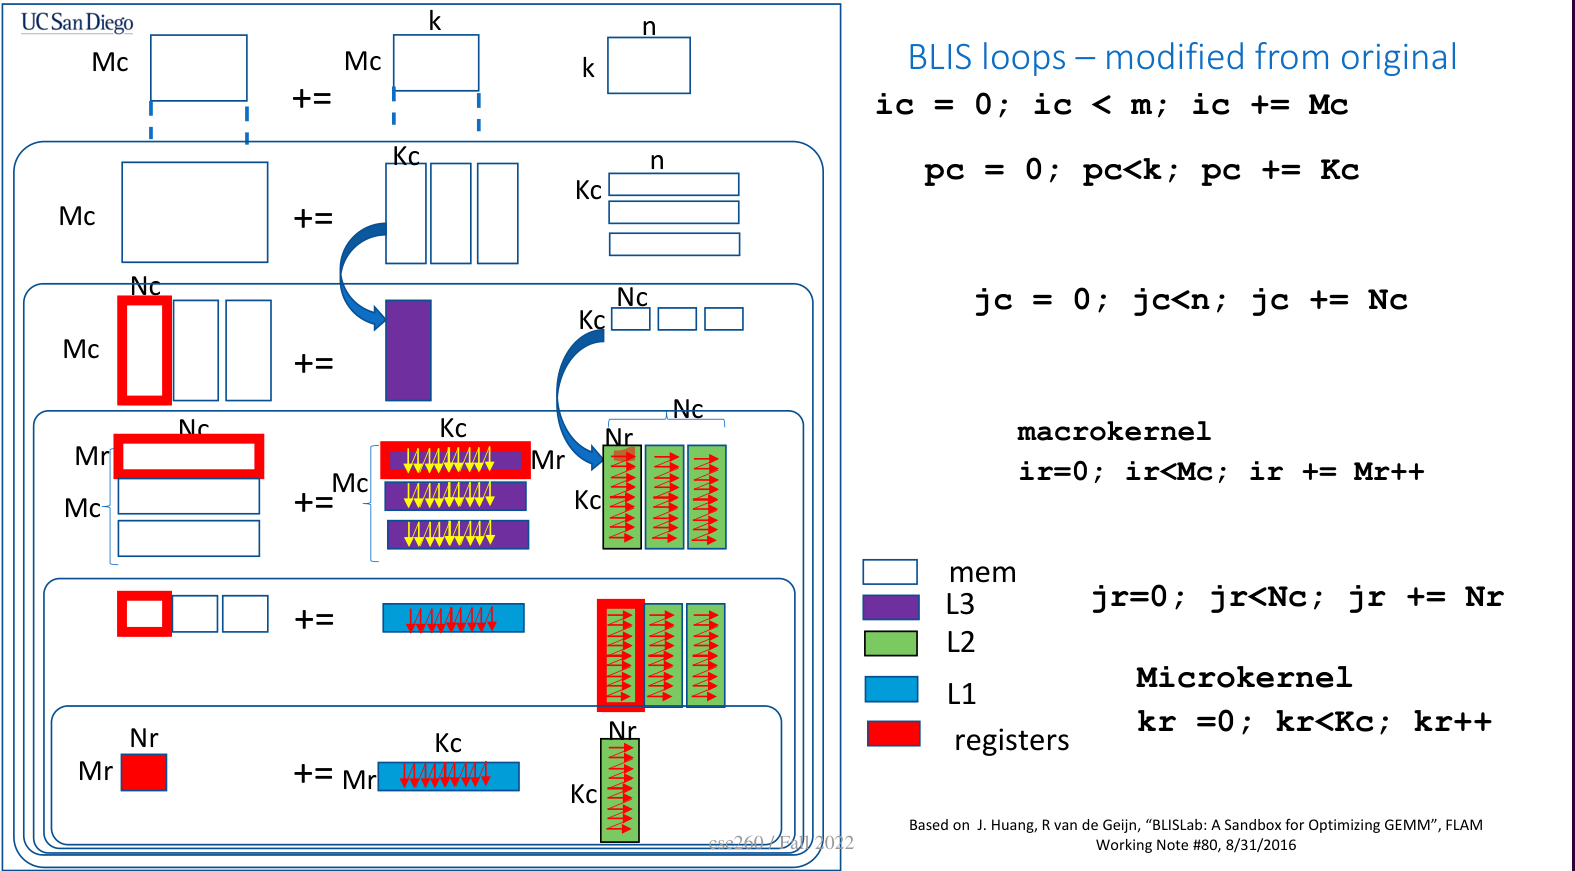 UC San Diego
BLIS loops – modified from original
k
n
Mc
Mc
k
+=
ic = 0; ic < m; ic += Mc
Kc
n
pc = 0; pc<k; pc += Kc
Kc
Mc
+=
Nc
Nc
jc = 0; jc<n; jc += Nc
Kc
Mc
+=
Nc
Nc
Kc
Nr
macrokernel
Mr
Mr
ir=0; ir<Mc; ir += Mr++
Mc
Mc
+=
Kc
mem
L3
jr=0; jr<Nc; jr += Nr
+=
L2
L1
Microkernel
kr =0; kr<Kc; kr++
registers
Nr
Kc
Nr
Mr
+=
Mr
Kc
cse260 / Fall 2022
Based on J. Huang, R van de Geijn, “BLISLab: A Sandbox for Optimizing GEMM”, FLAM
Working Note #80, 8/31/2016